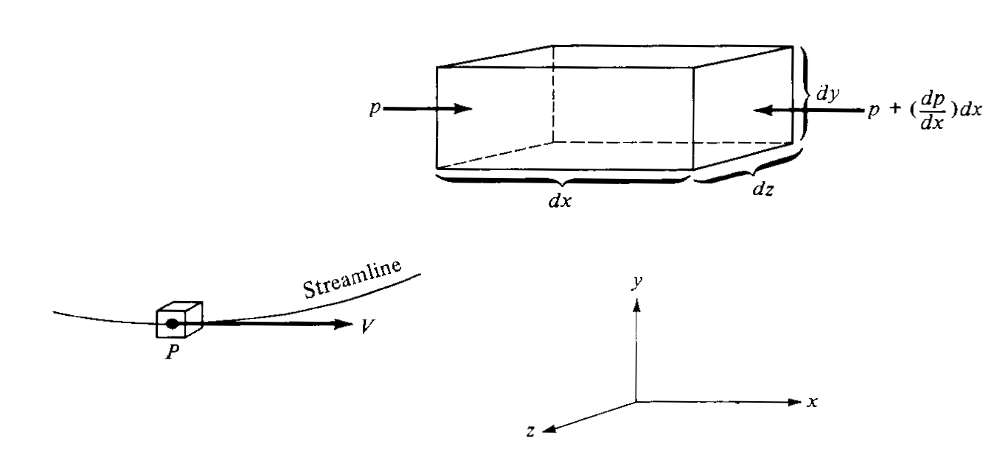 p
dy
p + (dp/dx)dx
dz
dx
Streamline
V
P
y
x
z